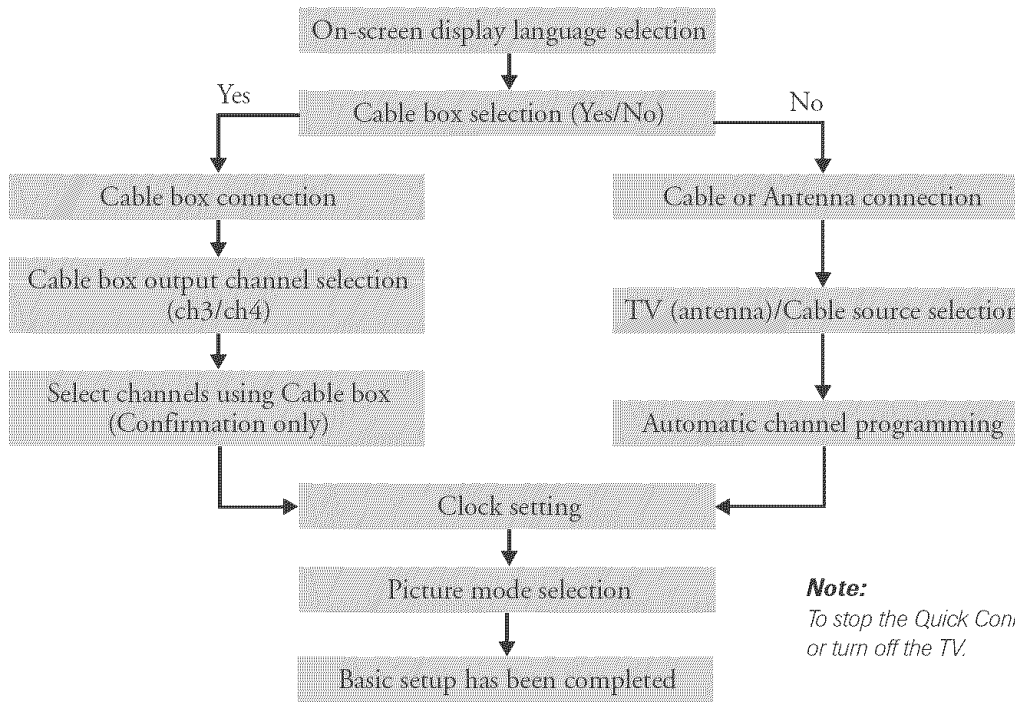 On-screen display language selection
Yes
Cable box selection (Yes/No)
No
Cable box connection
Cable or Antenna connection
Cable box output channel selection
(ch3/ch4)
TV (antenna)/Cable source selection
Select channels using Cable box
(Confirmation only)
Automatic channel programming
Clock setting
Picture mode selection
Basic setup has been completed
Note:
To stop the Quick
or turn off the TV.